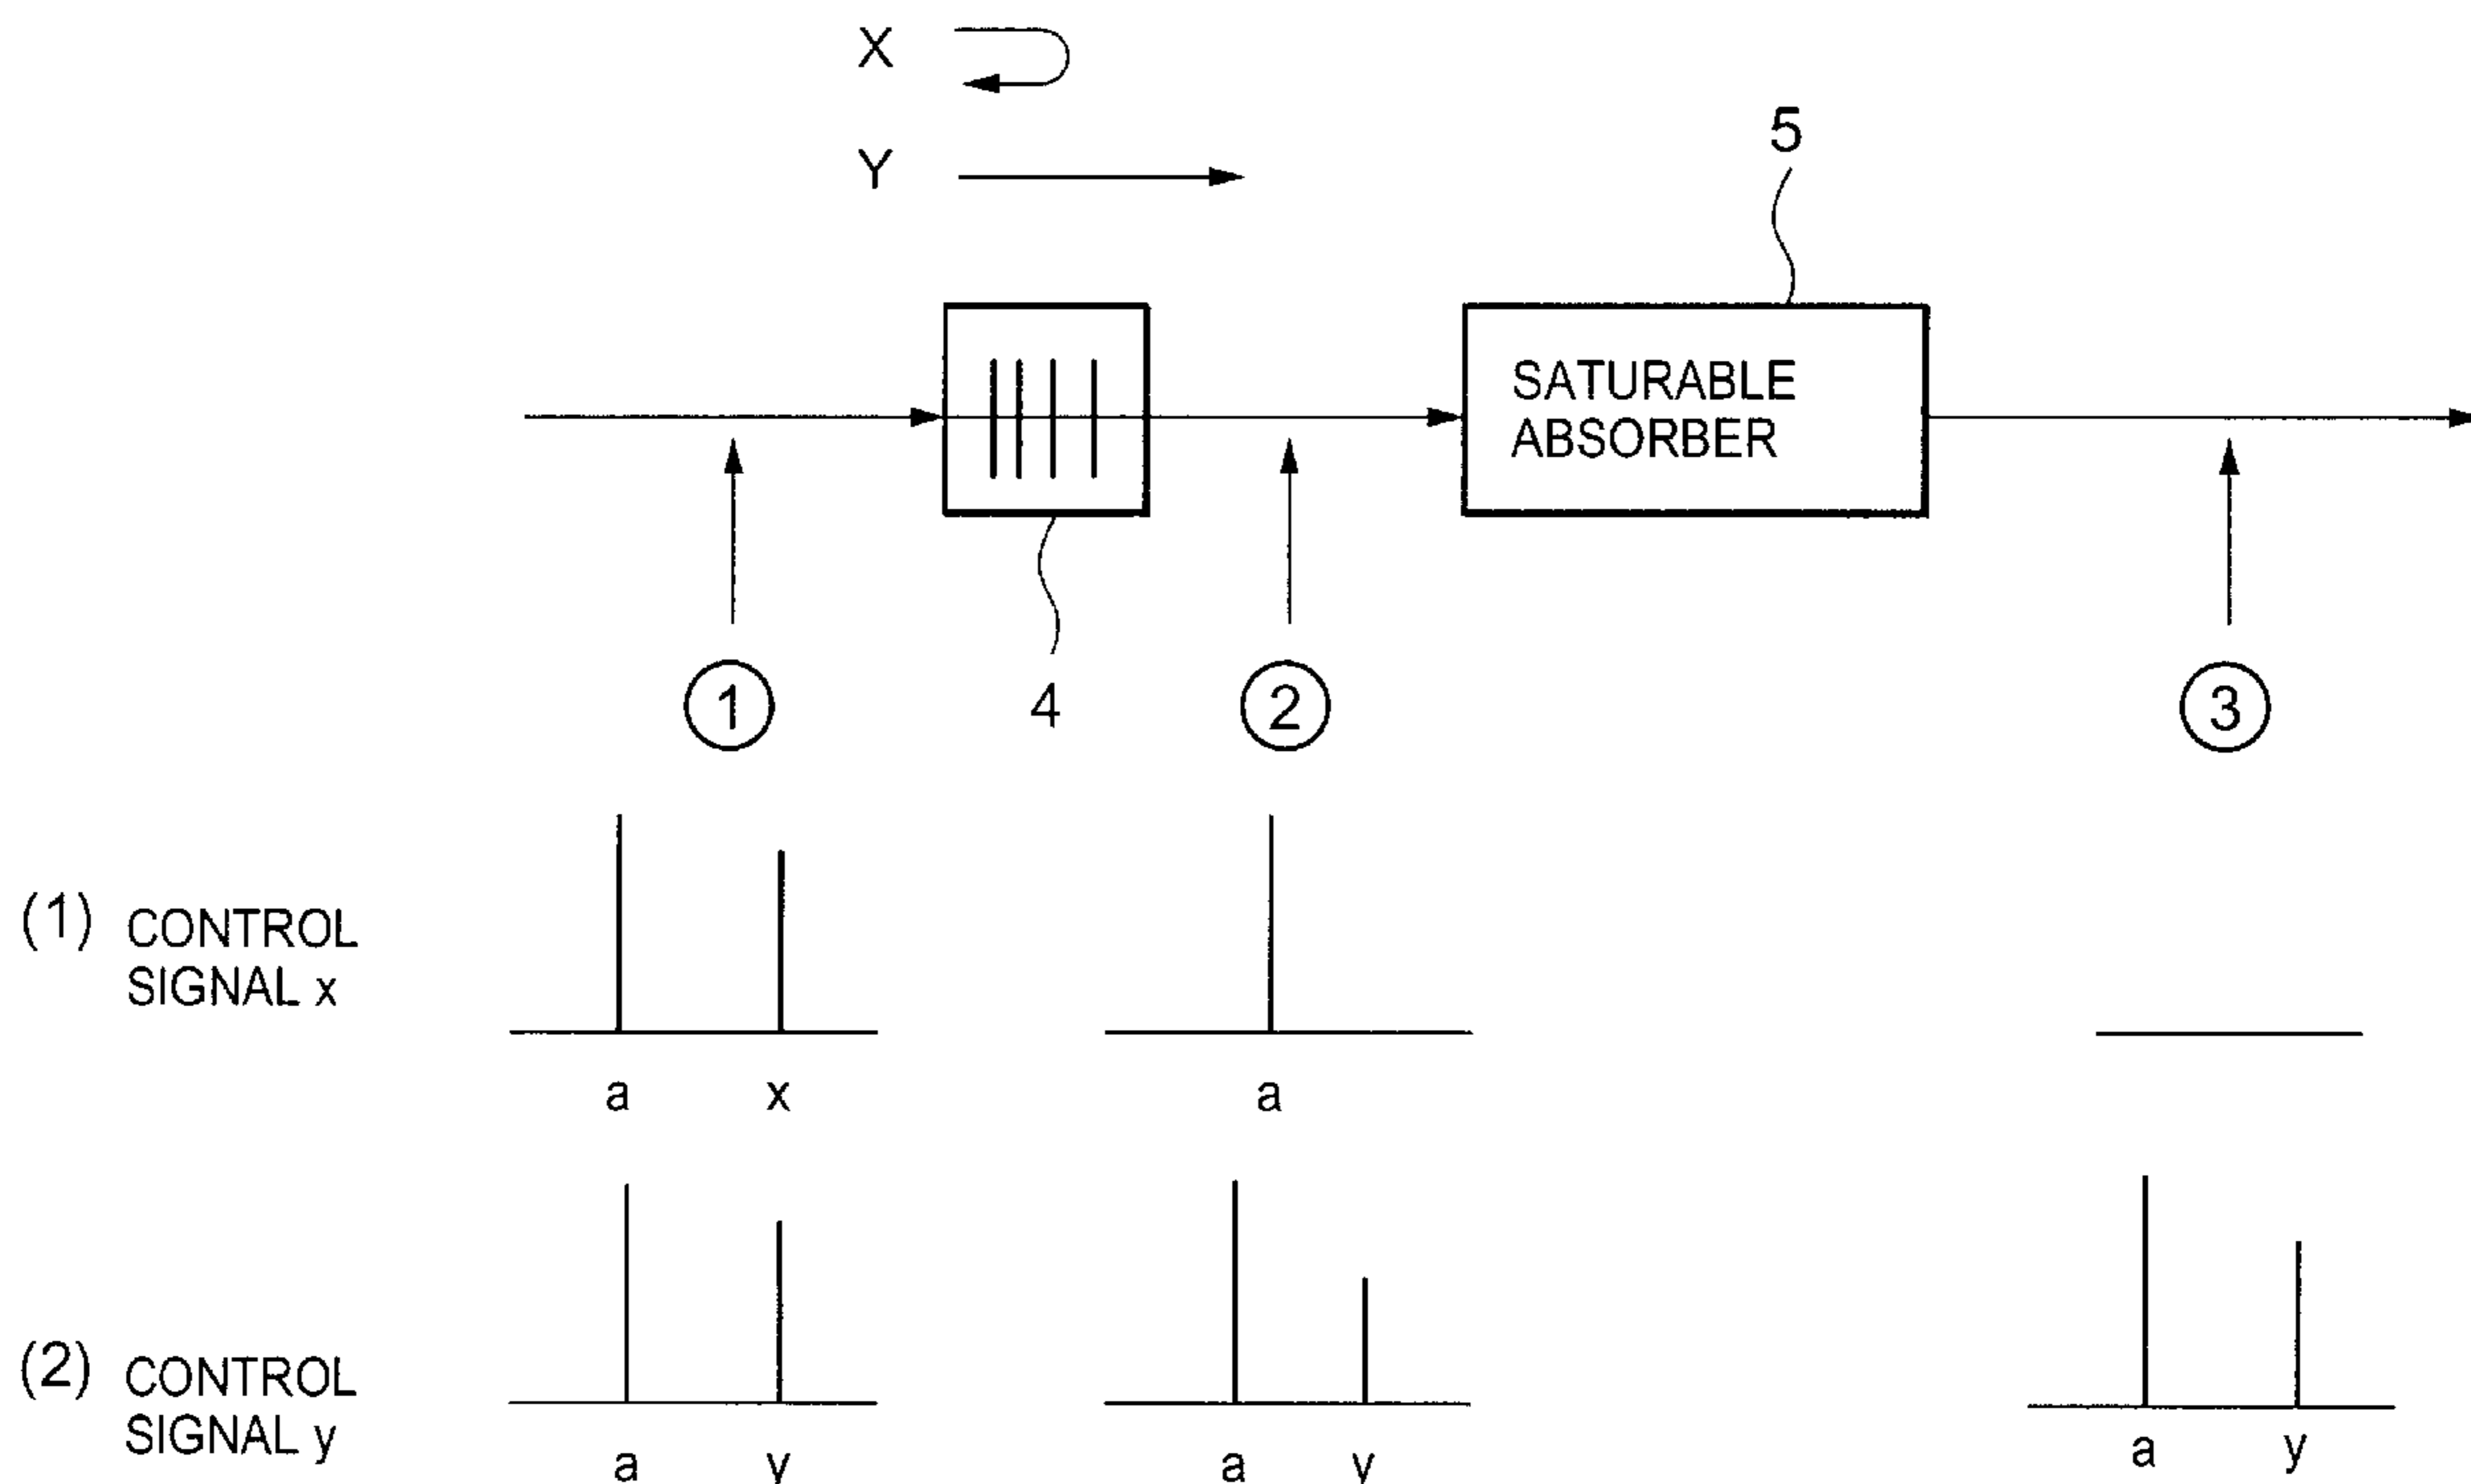 X
Y
5
SATURABLE
ABSORBER
1
4
2
3
(1) CONTROL
SIGNAL x
a x
a
(2) CONTROL
SIGNAL y
a y
a y
a y